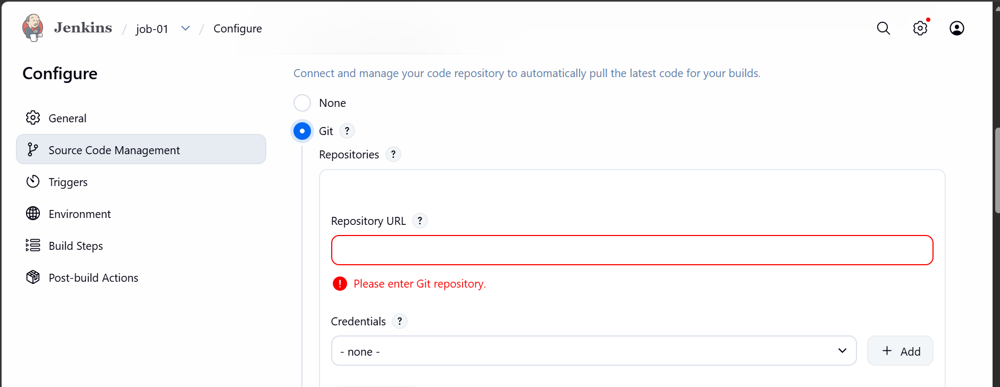 Jenkins / job-01 / Configure
Configure
General
Source Code Management
Triggers
Environment
Build Steps
Post-build Actions
Connect and manage your code repository to automatically pull the latest code for your builds.
None
Git ?
Repositories ?
Repository URL ?
! Please enter Git repository.
Credentials ?
- none -
+ Add